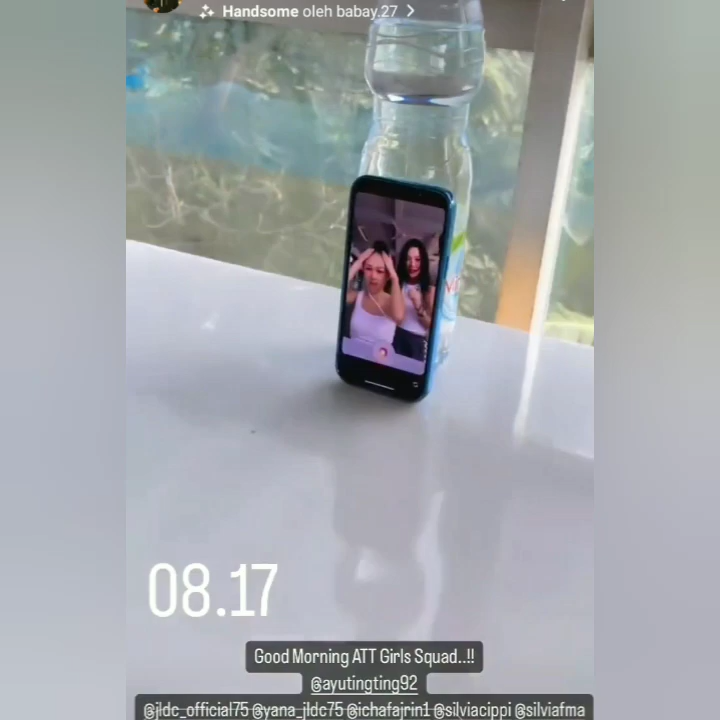 Handsome oleh babay.27 >
08.17
Good Morning ATT Girls Squad..!!
@ayutingting92
@jldc_official75 @yana_jldc75 @ichafajrin1 @silviacippi @silviafma